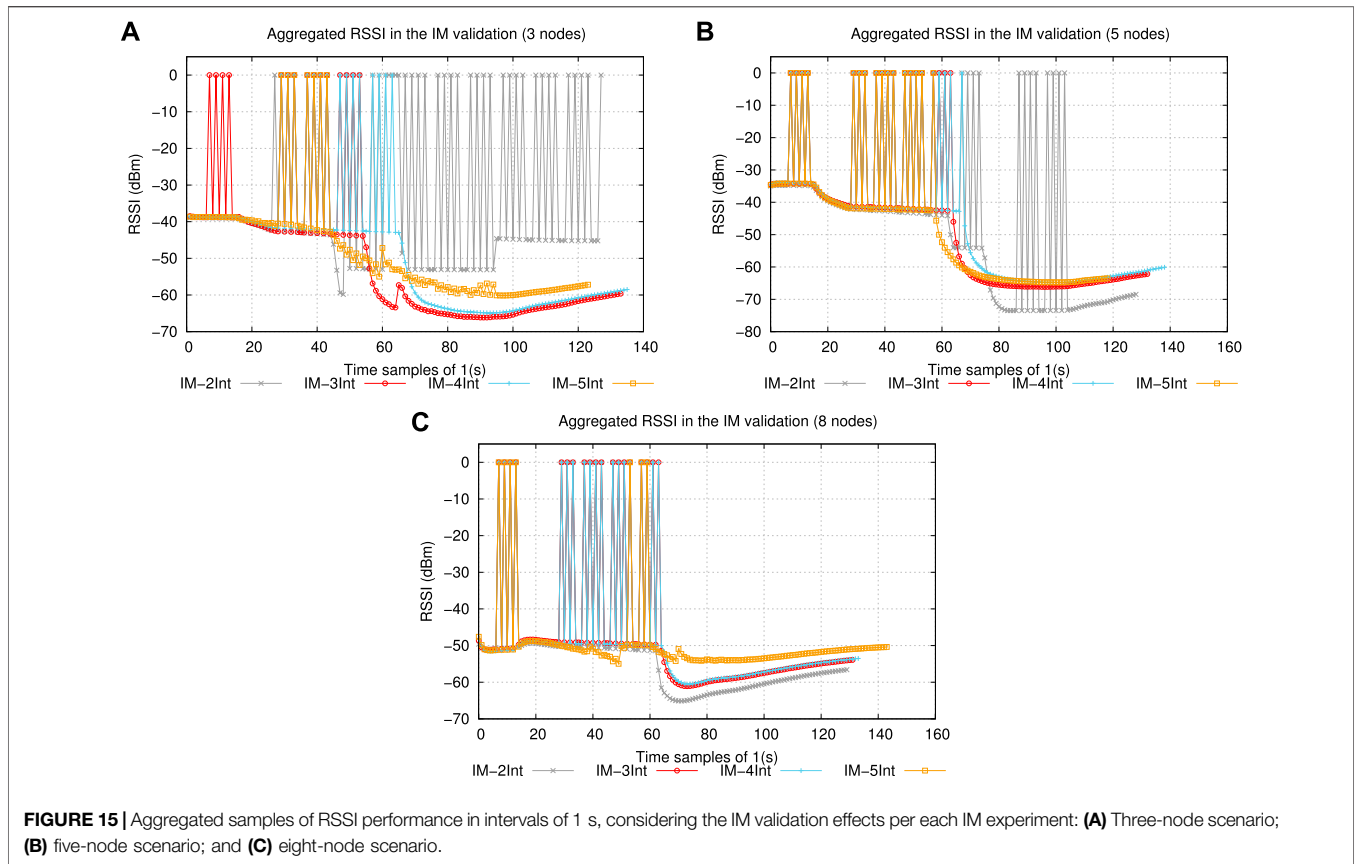 A
Aggregated RSSI in the IM validation (3 nodes)
RSSI (dBm)
0
−10
−20
−30
−40
−50
−60
−70
0 20 40 60 80 100 120 140
Time samples of 1(s)
IM−2Int IM−3Int IM−4Int IM−5Int
B
Aggregated RSSI in the IM validation (5 nodes)
RSSI (dBm)
0
−10
−20
−30
−40
−50
−60
−70
−80
0 20 40 60 80 100 120 140 160
Time samples of 1(s)
IM−2Int IM−3Int IM−4Int IM−5Int
C
Aggregated RSSI in the IM validation (8 nodes)
RSSI (dBm)
0
−10
−20
−30
−40
−50
−60
−70
0 20 40 60 80 100 120 140 160
Time samples of 1(s)
IM−2Int IM−3Int IM−4Int IM−5Int
FIGURE 15 | Aggregated samples of RSSI performance in intervals of 1 s, considering the IM validation effects per each IM experiment: (A) Three-node scenario;
(B) five-node scenario; and (C) eight-node scenario.